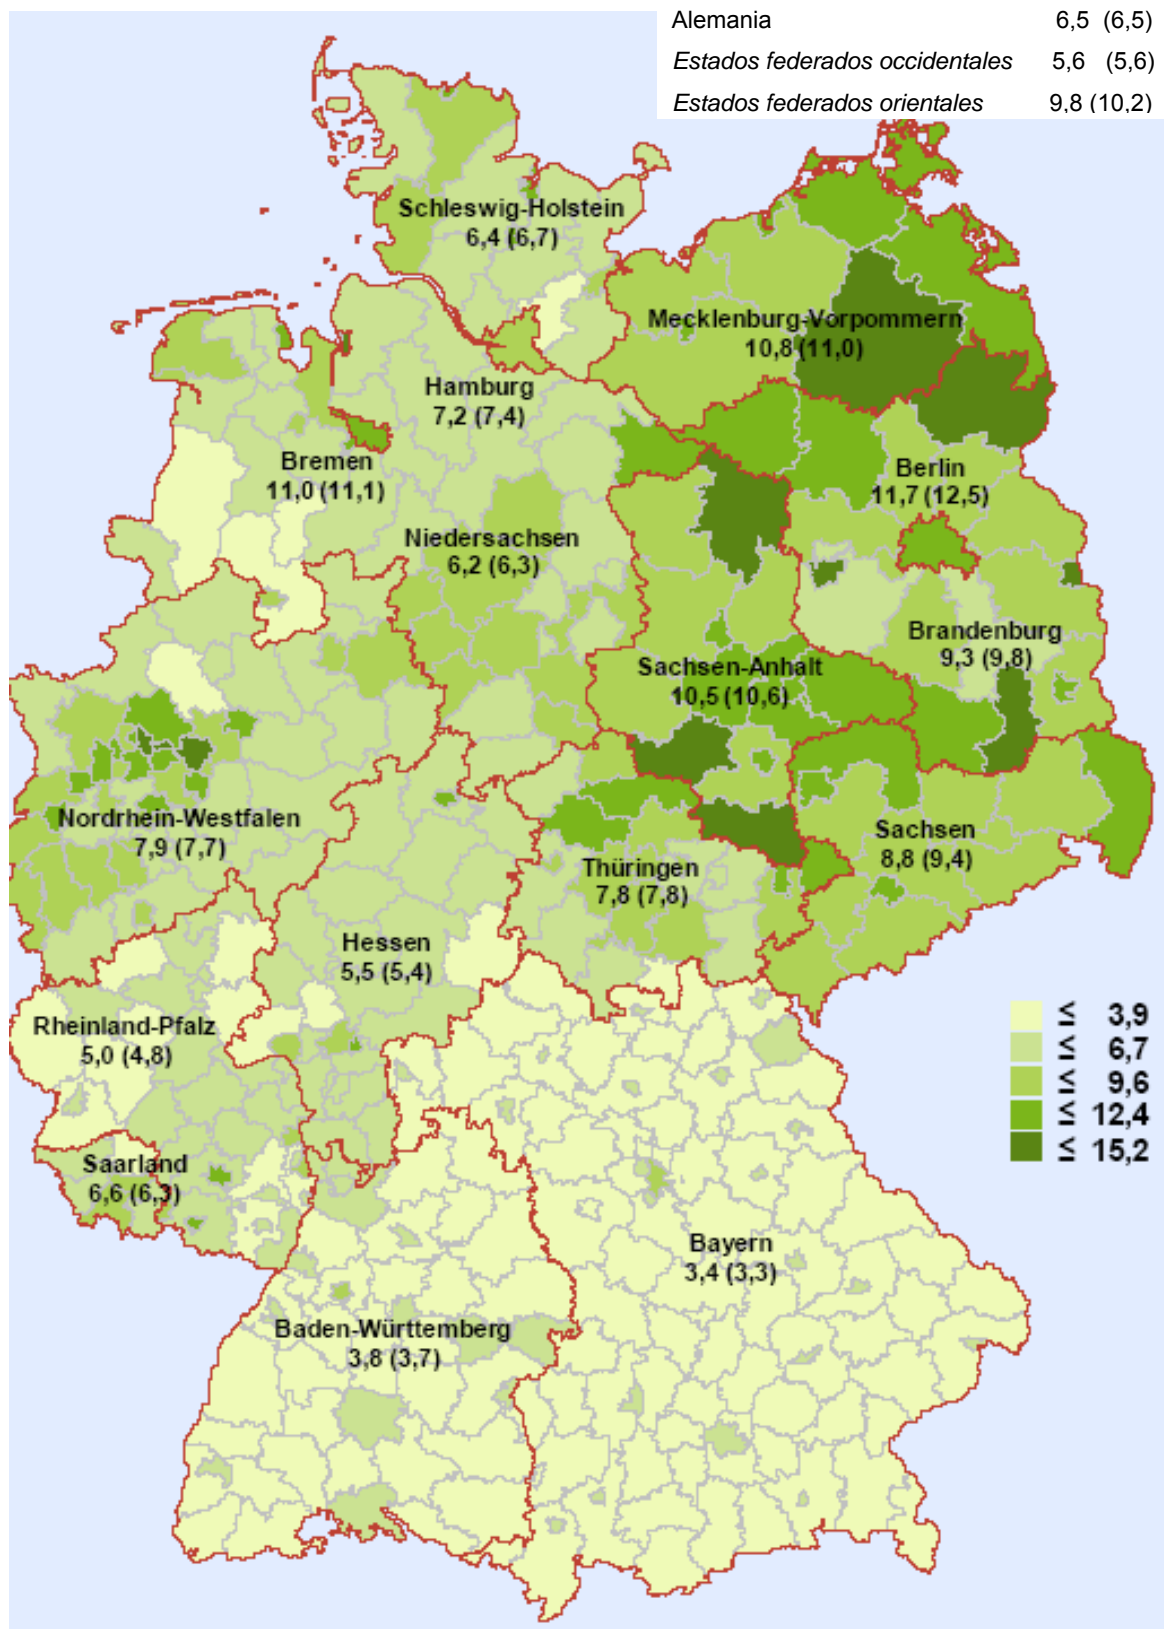 Alemania 6,5 (6,5)
Estados federados occidentales 5,6 (5,6)
Estados federados orientales 9,8 (10,2)
Schleswig-Holstein
6,4 (6,7)
Mecklenburg-Vorpommern
10,8 (11,0)
Hamburg
7,2 (7,4)
Bremen
11,0 (11,1)
Berlin
11,7 (12,5)
Niedersachsen
6,2 (6,3)
Brandenburg
9,3 (9,8)
Sachsen-Anhalt
10,5 (10,6)
Nordrhein-Westfalen
7,9 (7,7)
Sachsen
8,8 (9,4)
Thüringen
7,8 (7,8)
Hessen
5,5 (5,4)
Rheinland-Pfalz
5,0 (4,8)
≤ 3,9
≤ 6,7
≤ 9,6
≤ 12,4
≤ 15,2
Saarland
6,6 (6,3)
Bayern
3,4 (3,3)
Baden-Württemberg
3,8 (3,7)